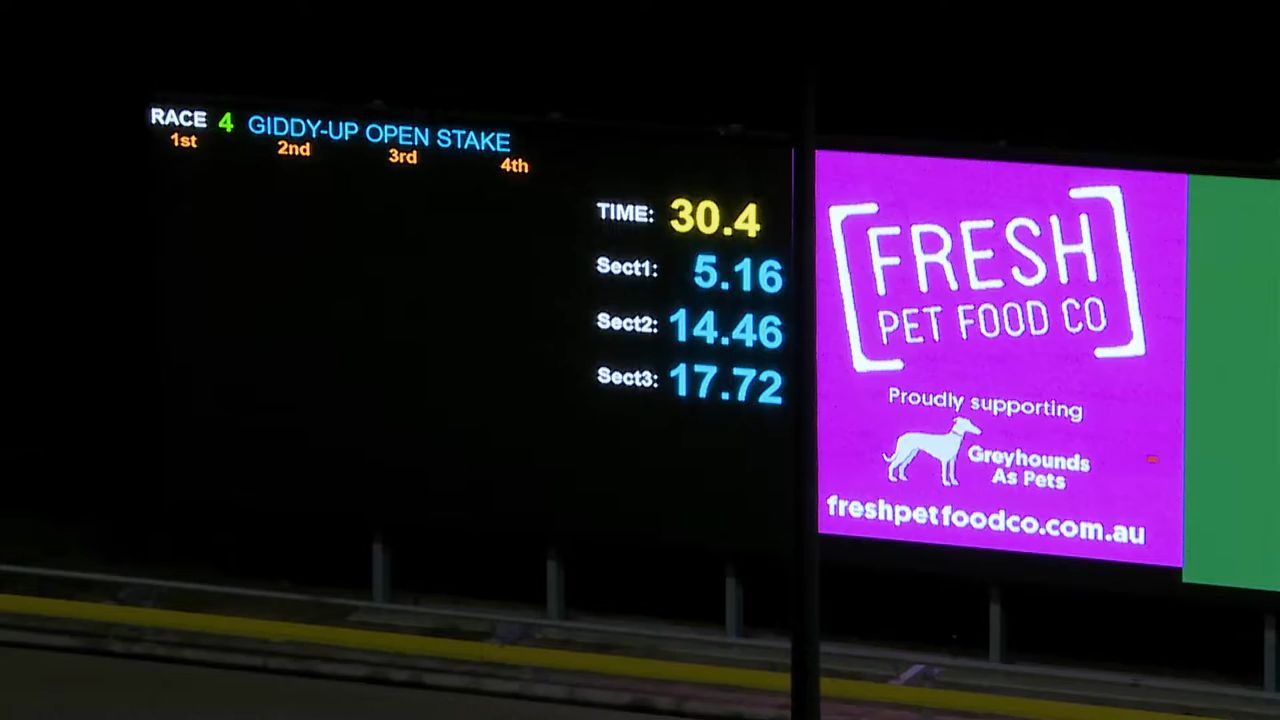 RACE 4 GIDDY-UP OPEN STAKE
1st 2nd 3rd 4th
TIME: 30.4
Sect1: 5.16
Sect2: 14.46
Sect3: 17.72
FRESH
PET FOOD CO
Proudly supporting
Greyhounds
As Pets
freshpetfoodco.com.au